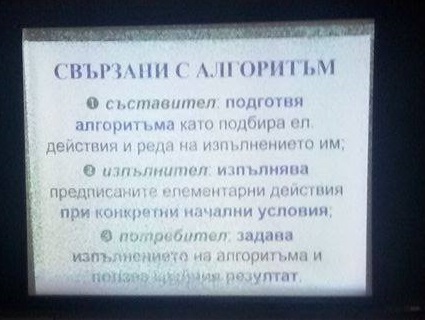 СВЪРЗАНИ С АЛГОРИТЪМ
❶ съставител: подготвя
алгоритъма като подбира ел.
действия и реда на изпълнението им;
❷ изпълнител: изпълнява
предписаните елементарни действия
при конкретни начални условия;
❸ потребител: задава
изпълнението на алгоритъма и
ползва резултат.